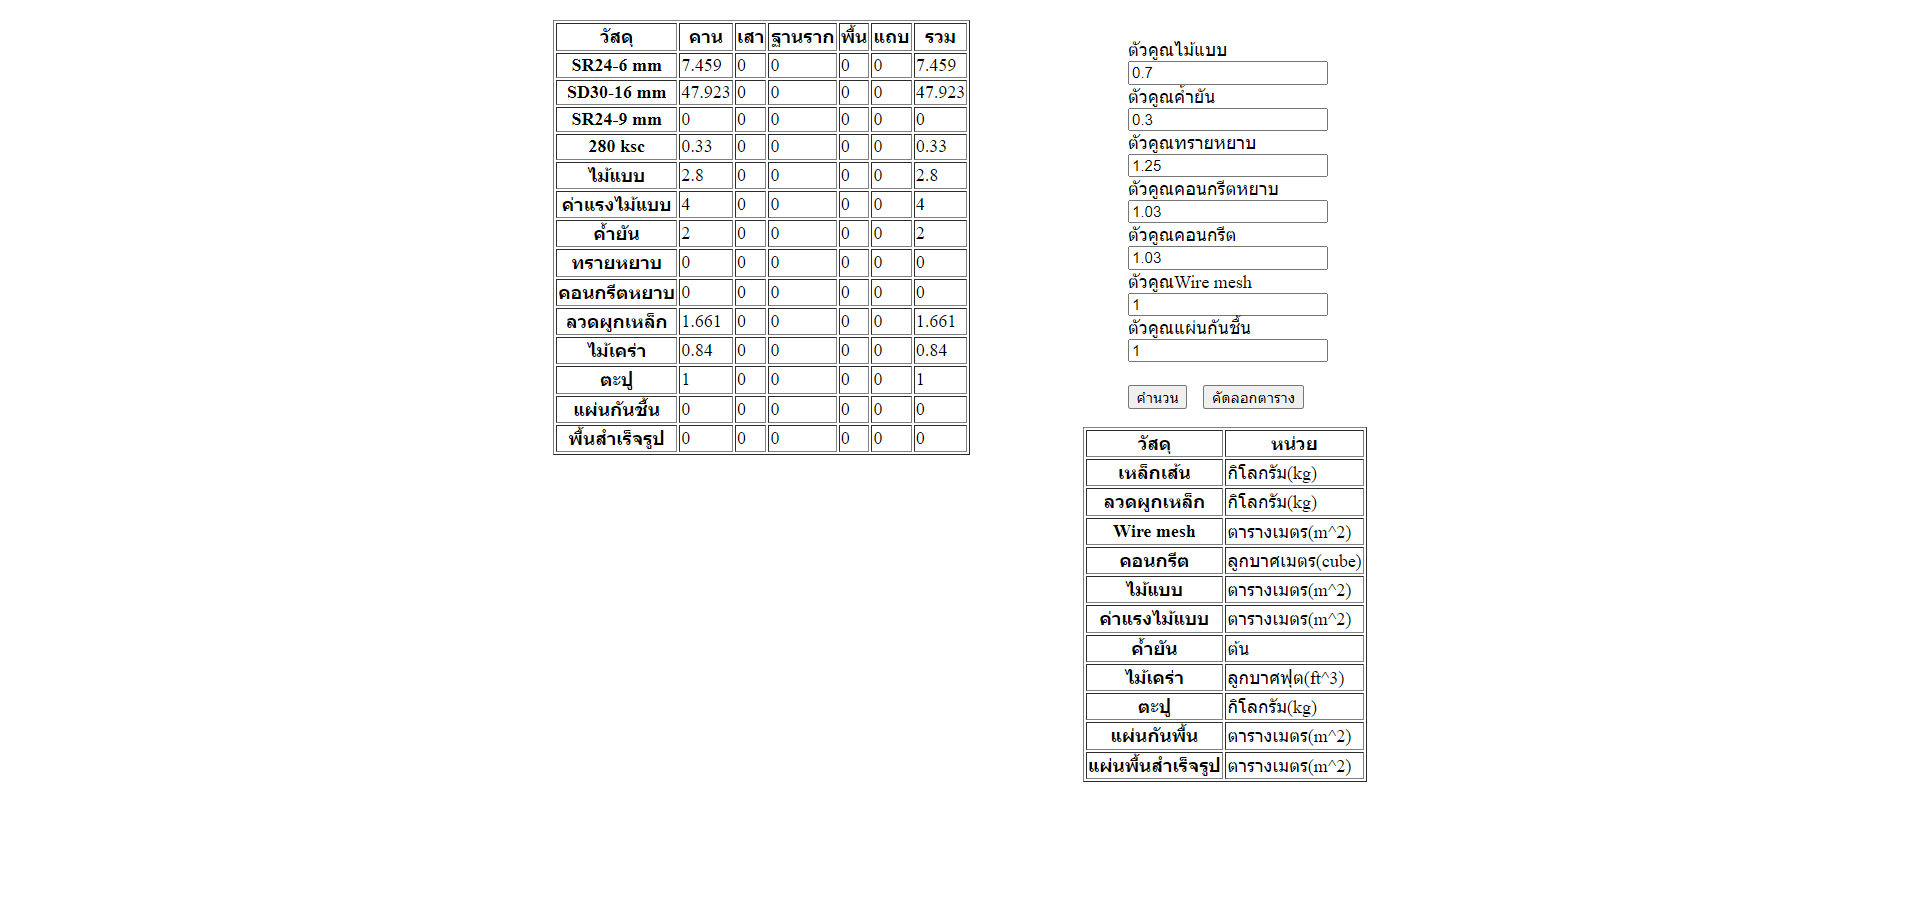 วัสดุ คาน เสา ฐานราก พื้น แถบ รวม
SR24-6 mm 7.459 0 0 0 0 7.459
SD30-16 mm 47.923 0 0 0 0 47.923
SR24-9 mm 0 0 0 0 0 0
280 ksc 0.33 0 0 0 0 0.33
ไม้แบบ 2.8 0 0 0 0 2.8
ค่าแรงไม้แบบ 4 0 0 0 0 4
ค้ำยัน 2 0 0 0 0 2
ทรายหยาบ 0 0 0 0 0 0
คอนกรีตหยาบ 0 0 0 0 0 0
ลวดผูกเหล็ก 1.661 0 0 0 0 1.661
ไม้เคร่า 0.84 0 0 0 0 0.84
ตะปู 1 0 0 0 0 1
แผ่นกันชื้น 0 0 0 0 0 0
พื้นสำเร็จรูป 0 0 0 0 0 0
ตัวคูณไม้แบบ
0.7
ตัวคูณค้ำยัน
0.3
ตัวคูณทรายหยาบ
1.25
ตัวคูณคอนกรีตหยาบ
1.03
ตัวคูณคอนกรีต
1.03
ตัวคูณWire mesh
1
ตัวคูณแผ่นกันชื้น
1
คำนวน คัดลอกตาราง
วัสดุ หน่วย
เหล็กเส้น กิโลกรัม(kg)
ลวดผูกเหล็ก กิโลกรัม(kg)
Wire mesh ตารางเมตร(m^2)
คอนกรีต ลูกบาศเมตร(cube)
ไม้แบบ ตารางเมตร(m^2)
ค่าแรงไม้แบบ ตารางเมตร(m^2)
ค้ำยัน ต้น
ไม้เคร่า ลูกบาศฟุต(ft^3)
ตะปู กิโลกรัม(kg)
แผ่นกันพื้น ตารางเมตร(m^2)
แผ่นพื้นสำเร็จรูป ตารางเมตร(m^2)